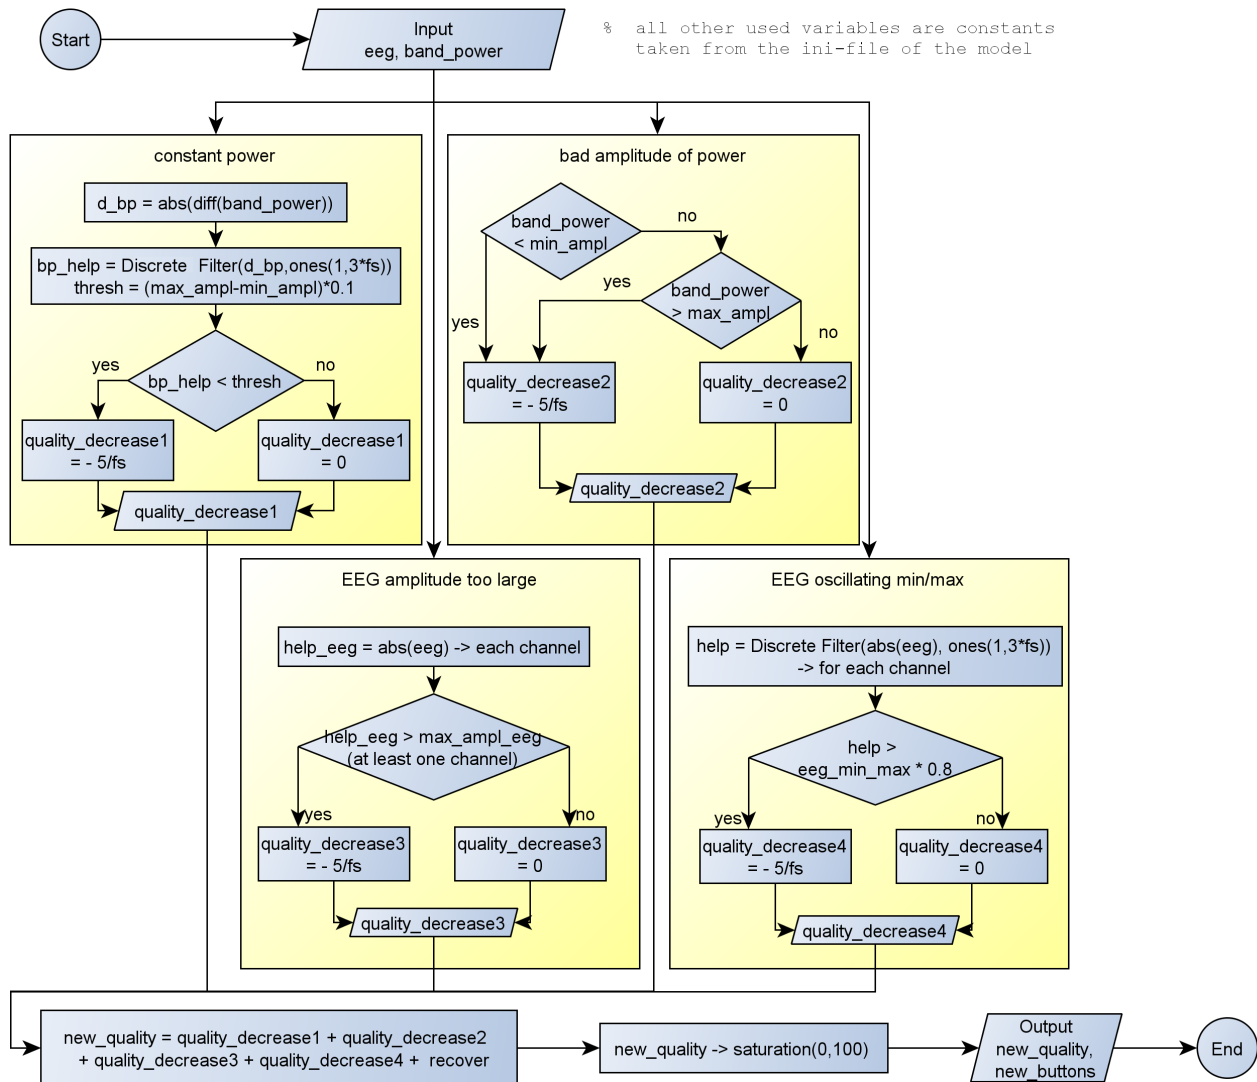 Start
Input
eeg, band_power
% all other used variables are constants
taken from the ini-file of the model
constant power
d_bp = abs(diff(band_power))
bp_help = Discrete Filter(d_bp,ones(1,3*fs))
thresh = (max_ampl-min_ampl)*0.1
bp_help < thresh
yes
no
quality_decrease1
= - 5/fs
quality_decrease1
= 0
quality_decrease1
bad amplitude of power
band_power
< min_ampl
no
yes
band_power
> max_ampl
yes
no
quality_decrease2
= - 5/fs
quality_decrease2
= 0
quality_decrease2
EEG amplitude too large
help_eeg = abs(eeg) -> each channel
help_eeg > max_ampl_eeg
(at least one channel)
yes
no
quality_decrease3
= - 5/fs
quality_decrease3
= 0
quality_decrease3
EEG oscillating min/max
help = Discrete Filter(abs(eeg), ones(1,3*fs))
-> for each channel
help >
eeg_min_max * 0.8
yes
no
quality_decrease4
= - 5/fs
quality_decrease4
= 0
quality_decrease4
new_quality = quality_decrease1 + quality_decrease2
+ quality_decrease3 + quality_decrease4 + recover
new_quality -> saturation(0,100)
Output
new_quality,
new_buttons
End